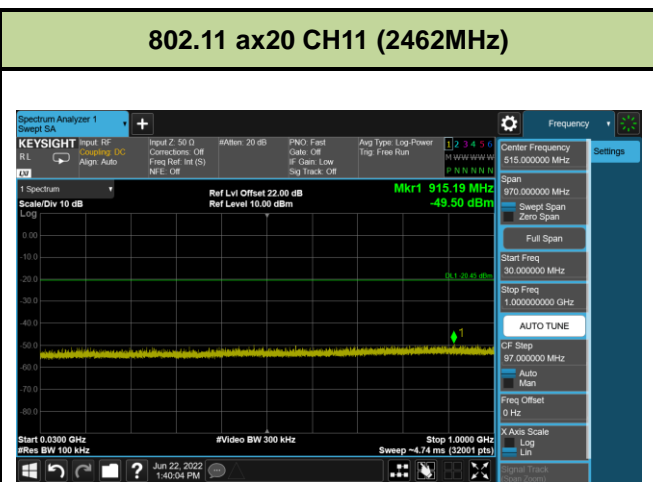 802.11 ax20 CH11 (2462MHz)
Spectrum Analyzer 1
Swept SA
+
Frequency
KEYSIGHT
RL
LXI
Input: RF
Coupling: DC
Align: Auto
Input Z: 50 Ω
Corrections: Off
Freq Ref: Int (S)
NFE: Off
#Atten: 20 dB
PNO: Fast
Gate: Off
IF Gain: Low
Sig Track: Off
Avg Type: Log-Power
Trig: Free Run
1 2 3 4 5 6
M W W W W W
P N N N N N
1 Spectrum
Scale/Div 10 dB
Log
Ref Lvl Offset 22.00 dB
Ref Level 10.00 dBm
Mkr1 915.19 MHz
-49.50 dBm
0.00
-10.0
-20.0
DL1 -20.45 dBm
-30.0
-40.0
-50.0
1
-60.0
-70.0
-80.0
Start 0.0300 GHz
#Res BW 100 kHz
#Video BW 300 kHz
Stop 1.0000 GHz
Sweep ~4.74 ms (32001 pts)
Center Frequency
515.000000 MHz
Settings
Span
970.000000 MHz
Swept Span
Zero Span
Full Span
Start Freq
30.000000 MHz
Stop Freq
1.000000000 GHz
AUTO TUNE
CF Step
97.000000 MHz
Auto
Man
Freq Offset
0 Hz
X Axis Scale
Log
Lin
Signal Track
(Span Zoom)
?
Jun 22, 2022
1:40:04 PM